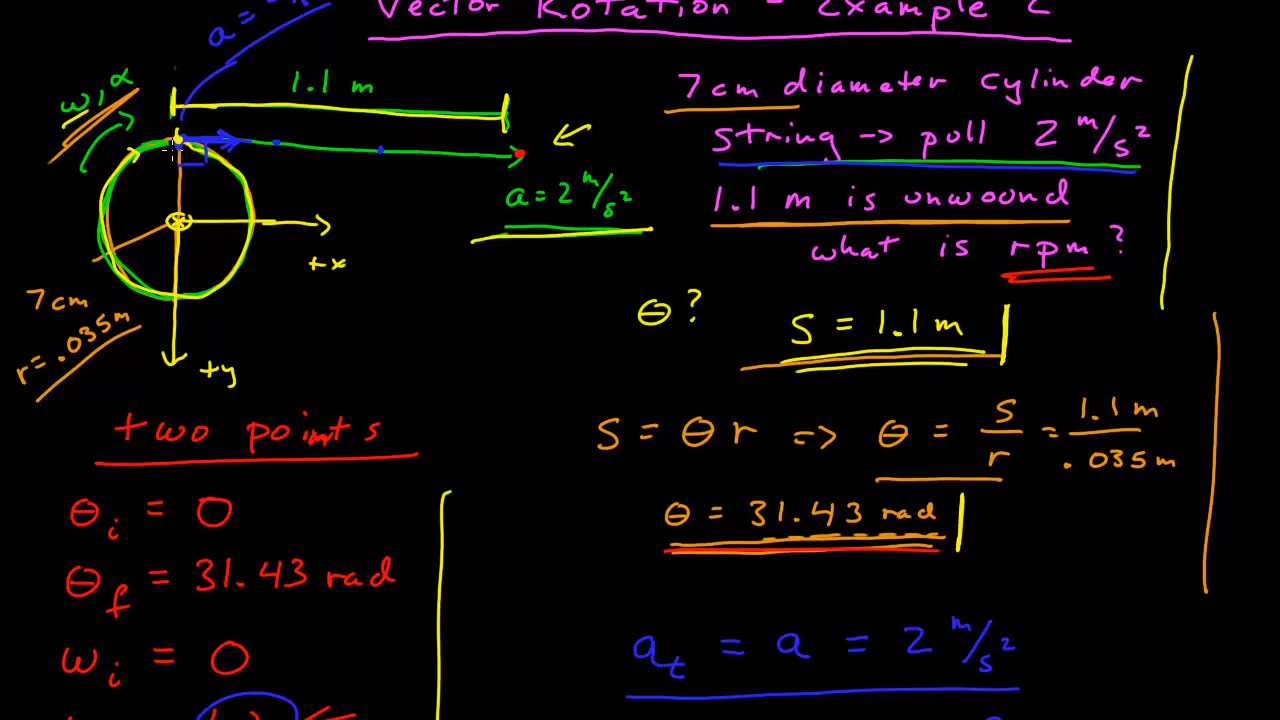 Vector Rotation - Example 2
a =
ω, α
1.1 m
7cm diameter cylinder
string -> poll 2 m/s²
1.1 m is unwound
what is rpm?
a = 2 m/s²
+x
+y
7cm
r = .035m
θ?
S = 1.1 m
S = θ r => θ = S/r = 1.1 m/.035 m
θ = 31.43 rad
two points
θi = 0
θf = 31.43 rad
ωi = 0
at = a = 2 m/s²